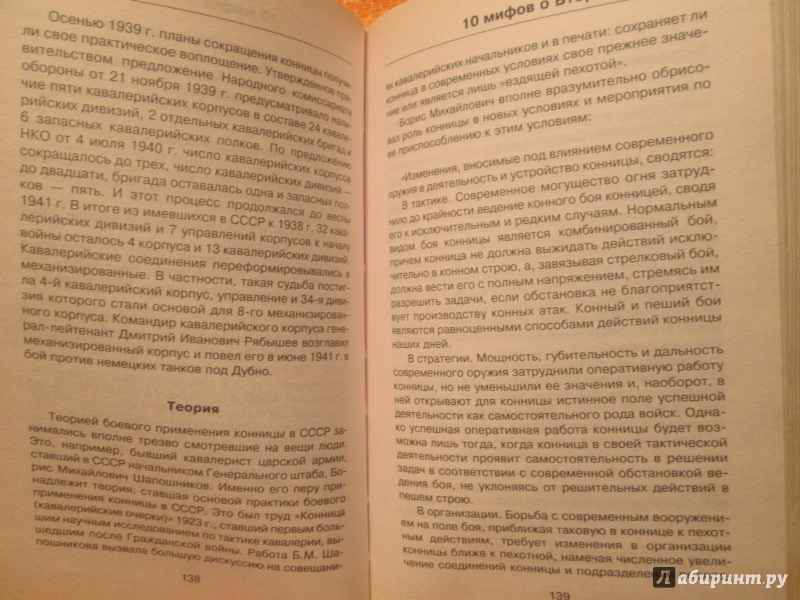 Осенью 1939 г. планы сокращения конницы получи-
ли свое практическое воплощение. Утвержденное пра-
вительством предложение Народного комиссариата
обороны от 21 ноября 1939 г. предусматривало нали-
чие пяти кавалерийских корпусов в составе 24 кавале-
рийских дивизий, 2 отдельных кавалерийских бригад и
6 запасных кавалерийских полков. По предложению
НКО от 4 июля 1940 г. число кавалерийских корпусов
сокращалось до трех, число кавалерийских дивизий —
до двадцати, бригада оставалась одна и запасных пол-
ков — пять. И этот процесс продолжался до весны
1941 г. В итоге из имевшихся в СССР к 1938 г. 32 кава-
лерийских дивизий и 7 управлений корпусов к началу
войны осталось 4 корпуса и 13 кавалерийских дивизий.
Кавалерийские соединения переформировывались в
механизированные. В частности, такая судьба постиг-
ла 4-й кавалерийский корпус, управление и 34-я диви-
зия которого стали основой для 8-го механизирован-
ного корпуса. Командир кавалерийского корпуса гене-
рал-лейтенант Дмитрий Иванович Рябышев возглавил
механизированный корпус и повел его в июне 1941 г. в
бой против немецких танков под Дубно.
Теория
Теорией боевого применения конницы в СССР за-
нимались вполне трезво смотревшие на вещи люди.
Это, например, бывший кавалерист царской армии,
ставший в СССР начальником Генерального штаба, Бо-
рис Михайлович Шапошников. Именно его перу при-
надлежит теория, ставшая основой практики боевого
применения конницы в СССР. Это был труд «Конница
(кавалерийские очерки)» 1923 г., ставший первым боль-
шим научным исследованием по тактике кавалерии, вы-
шедшим после Гражданской войны. Работа Б.М. Ша-
пошникова вызвала большую дискуссию на совещани-
138
10 мифов о Втор
ях кавалерийских начальников и в печати: сохраняет ли
конница в современных условиях свое прежнее значе-
ние или является лишь «ездящей пехотой».
Борис Михайлович вполне вразумительно обрисо-
вал роль конницы в новых условиях и мероприятия по
ее приспособлению к этим условиям:
«Изменения, вносимые под влиянием современного
оружия в деятельность и устройство конницы, сводятся:
В тактике. Современное могущество огня затруд-
нило до крайности ведение конного боя конницей, сводя
его к исключительным и редким случаям. Нормальным
видом боя конницы является комбинированный бой,
причем конница не должна выжидать действий исклю-
чительно в конном строю, а, завязывая стрелковый бой,
должна вести его с полным напряжением, стремясь им
разрешить задачи, если обстановка не благоприятст-
вует производству конных атак. Конный и пеший бои
являются равноценными способами действий конницы
наших дней.
В стратегии. Мощность, губительность и дальность
современного оружия затруднили оперативную работу
конницы, но не уменьшили ее значения и, наоборот, в
ней открывают для конницы истинное поле успешной
деятельности как самостоятельного рода войск. Одна-
ко успешная оперативная работа конницы будет воз-
можна лишь тогда, когда конница в своей тактической
деятельности проявит самостоятельность в решении
задач в соответствии с современной обстановкой ве-
дения боя, не уклоняясь от решительных действий в
пешем строю.
В организации. Борьба с современным вооружени-
ем на поле боя, приближая таковую в коннице к пехот-
ным действиям, требует изменения в организации
конницы ближе к пехотной, намечая численное увели-
чение соединений конницы и подразделе
139
Лабиринт.ру